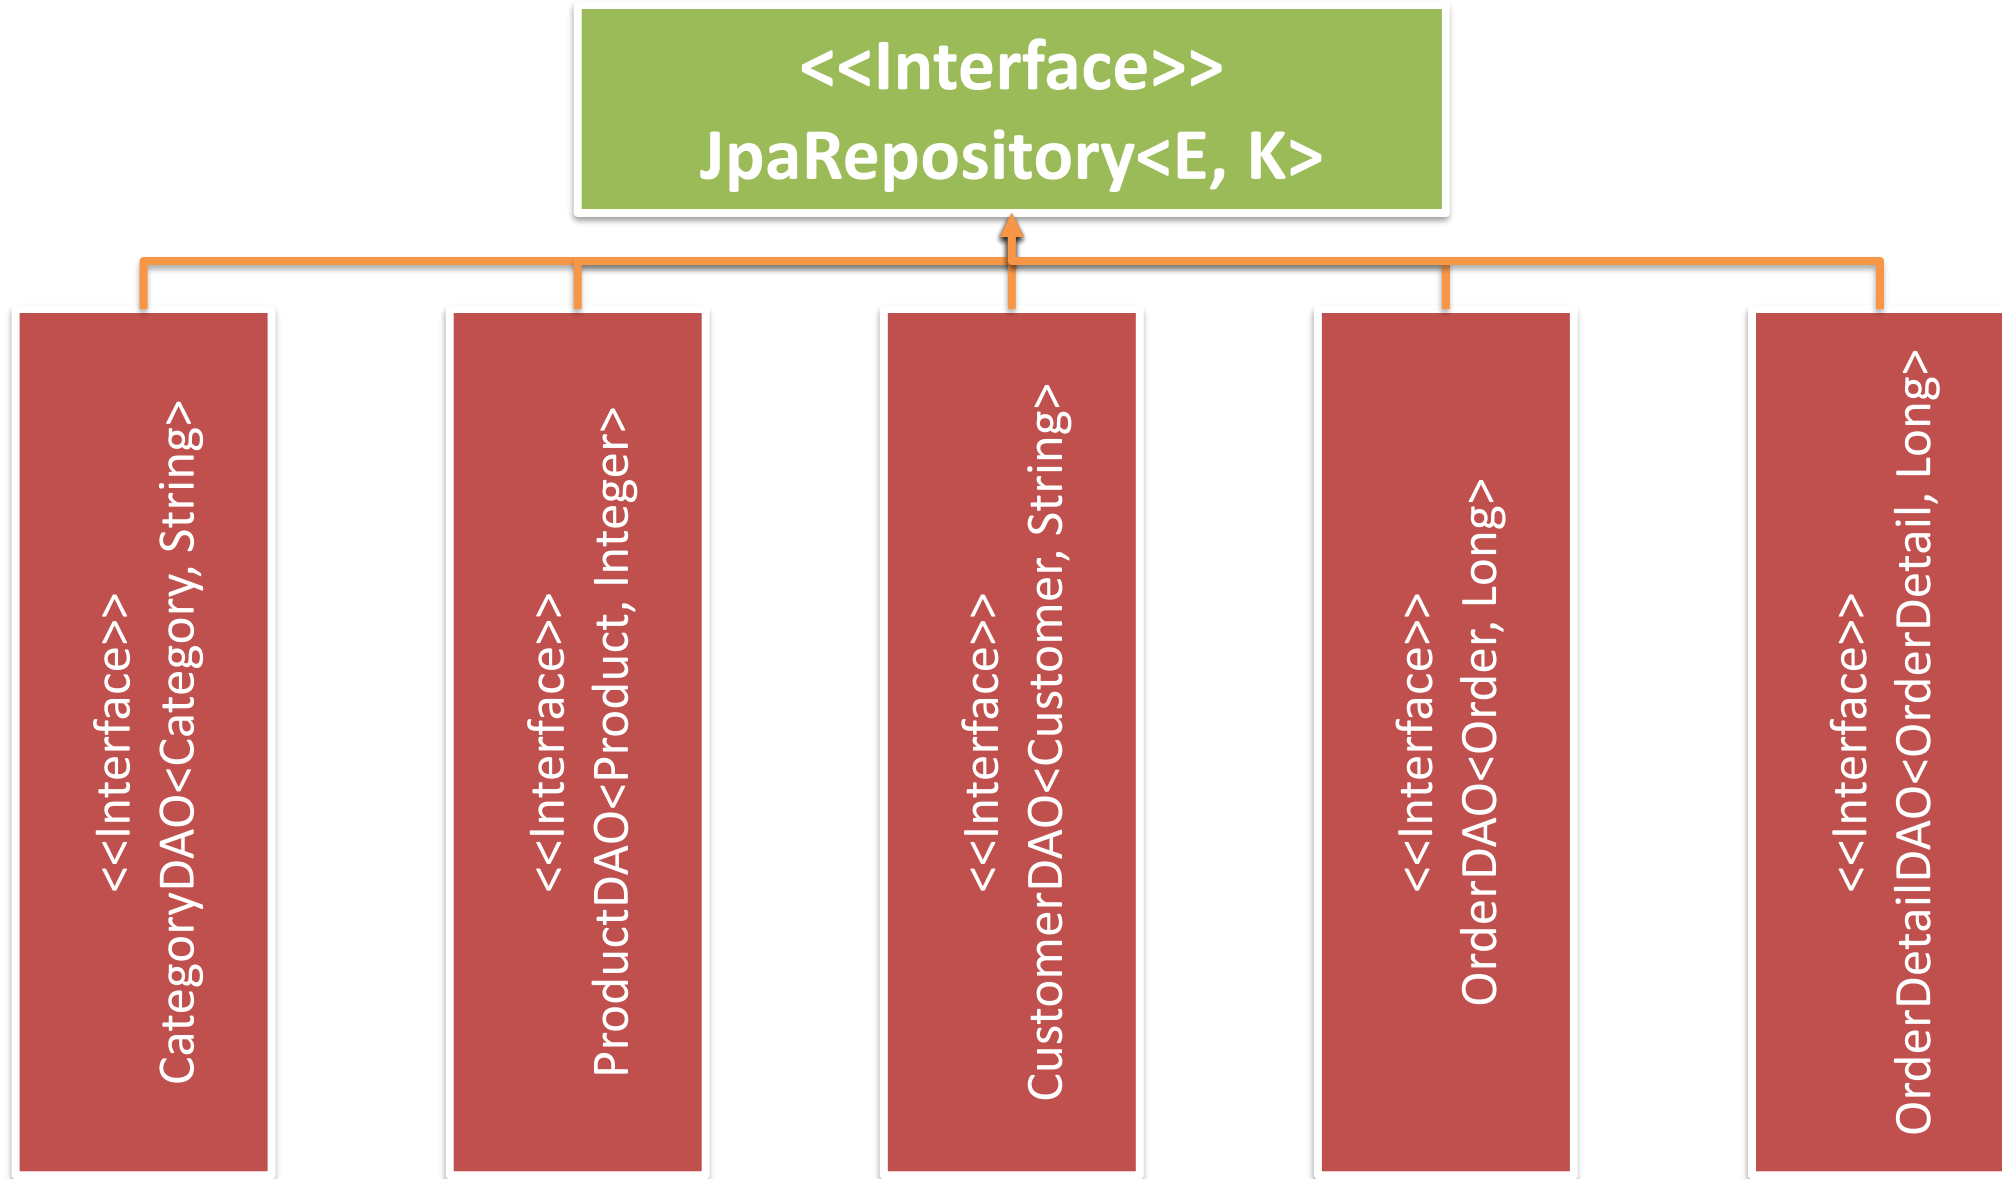 <<Interface>>
JpaRepository<E, K>
<<Interface>>
CategoryDAO<Category, String>
<<Interface>>
ProductDAO<Product, Integer>
<<Interface>>
CustomerDAO<Customer, String>
<<Interface>>
OrderDAO<Order, Long>
<<Interface>>
OrderDetailDAO<OrderDetail, Long>